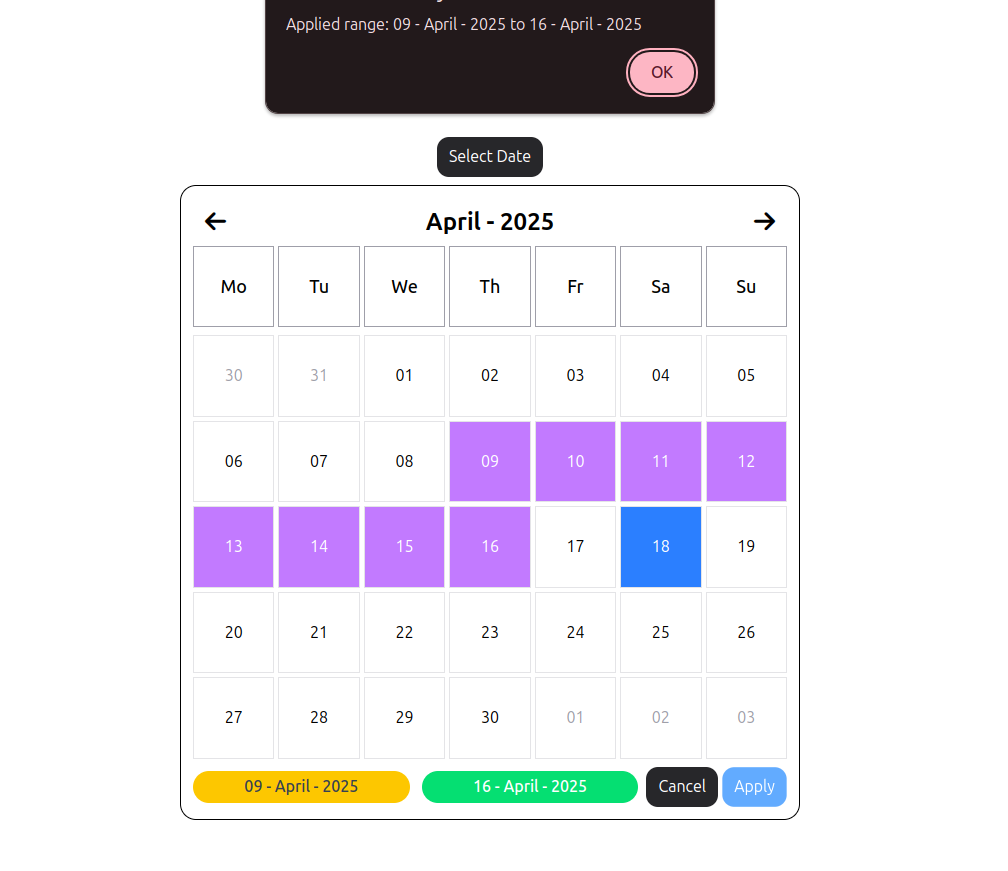 Applied range: 09 - April - 2025 to 16 - April - 2025
OK
Select Date
April - 2025
Mo Tu We Th Fr Sa Su
30 31 01 02 03 04 05
06 07 08 09 10 11 12
13 14 15 16 17 18 19
20 21 22 23 24 25 26
27 28 29 30 01 02 03
09 - April - 2025 16 - April - 2025 Cancel Apply